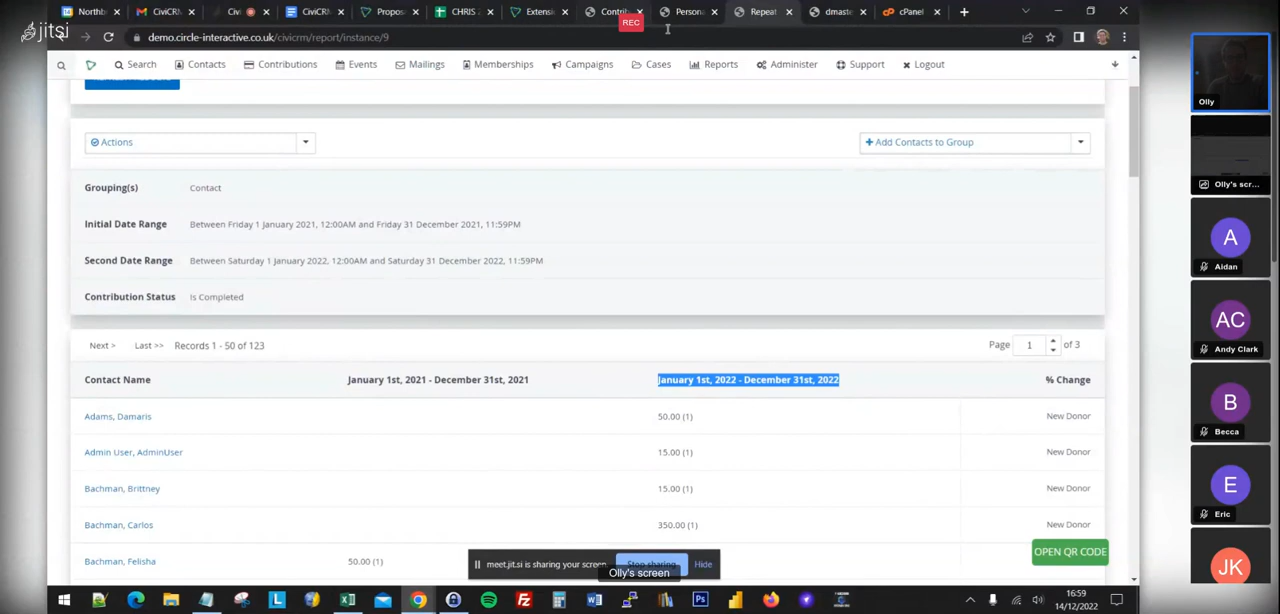 Northb
CiviCRM
Civi
CiviCRM
Propos
CHRIS 2
Extensi
Contrib
Person
Repeat
dmaste
cPanel
REC
jitsi
demo.circle-interactive.co.uk/civicrm/report/instance/9
Search Contacts Contributions Events Mailings Memberships Campaigns Cases Reports Administer Support Logout
Olly
Actions
Add Contacts to Group
Olly's scr...
Grouping(s) Contact
Initial Date Range Between Friday 1 January 2021, 12:00AM and Friday 31 December 2021, 11:59PM
Second Date Range Between Saturday 1 January 2022, 12:00AM and Saturday 31 December 2022, 11:59PM
A
Aidan
Contribution Status Is Completed
AC
Andy Clark
Next > Last >> Records 1 - 50 of 123 Page 1 of 3
Contact Name January 1st, 2021 - December 31st, 2021 January 1st, 2022 - December 31st, 2022 % Change
Adams, Damaris 50.00 (1) New Donor
B
Becca
Admin User, AdminUser 15.00 (1) New Donor
Bachman, Brittney 15.00 (1) New Donor
E
Eric
Bachman, Carlos 350.00 (1) New Donor
OPEN QR CODE
Bachman, Felisha 50.00 (1)
meet.jit.si is sharing your screen. Stop sharing Hide
Olly's screen
JK
16:59
14/12/2022